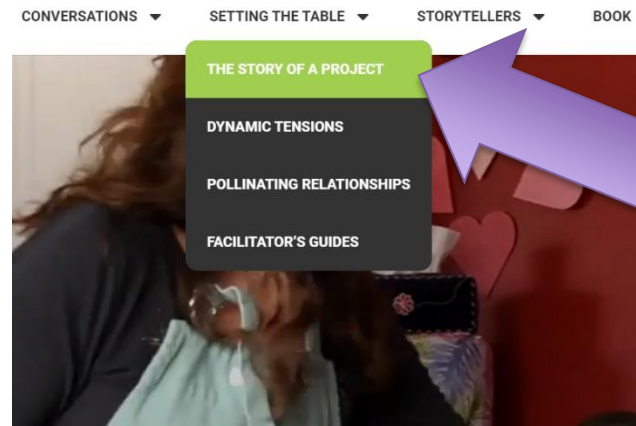 CONVERSATIONS SETTING THE TABLE STORYTELLERS BOOK
THE STORY OF A PROJECT
DYNAMIC TENSIONS
POLLINATING RELATIONSHIPS
FACILITATOR'S GUIDES